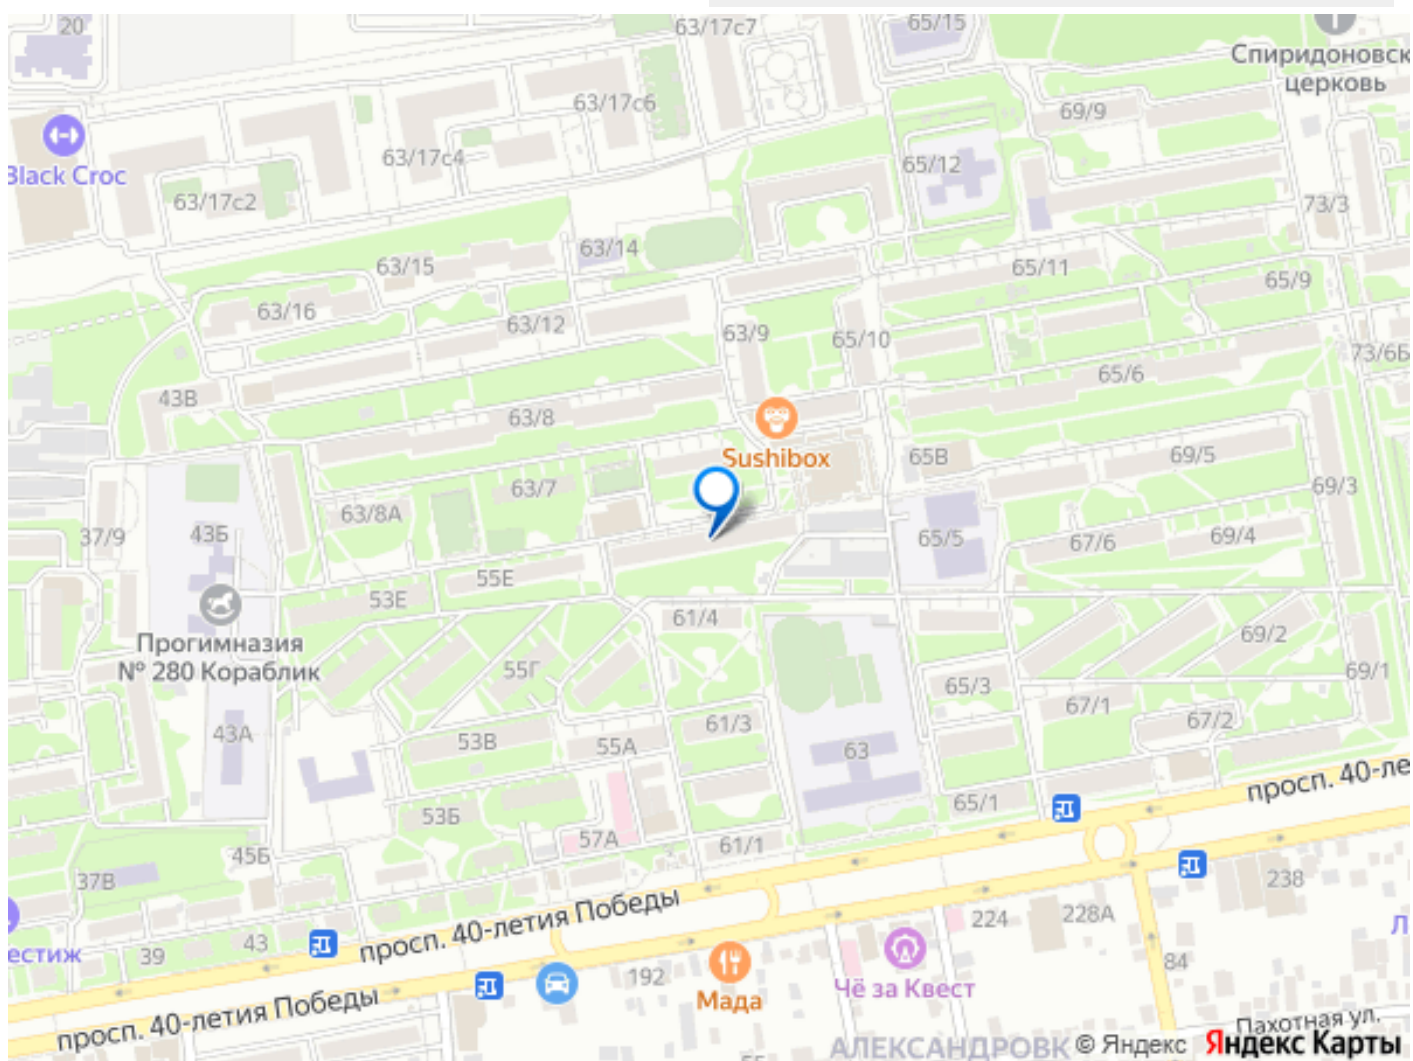 20
63/17с7
65/15
Спиридоновск
церковь
63/17с6
69/9
Black Croc
63/17с4
65/12
63/17с2
73/3
63/14
63/15
65/11
65/9
63/16
63/12
63/9
65/10
73/6Б
65/6
43В
63/8
Sushibox
65В
69/5
63/7
69/3
63/8А
43Б
37/9
65/5
67/6
69/4
55Е
53Е
61/4
69/2
Прогимназия
№ 280 Кораблик
55Г
65/3
69/1
67/1
67/2
61/3
43А
53В
55А
63
просп. 40-ле
65/1
53Б
57А
61/1
45Б
37В
238
просп. 40-летия Победы
224
228А
естиж
39
43
Л
84
192
Чё за Квест
Мада
просп. 40-летия Победы
Пахотная ул.
АЛЕКСАНДРОВК
© Яндекс Яндекс Карты
55